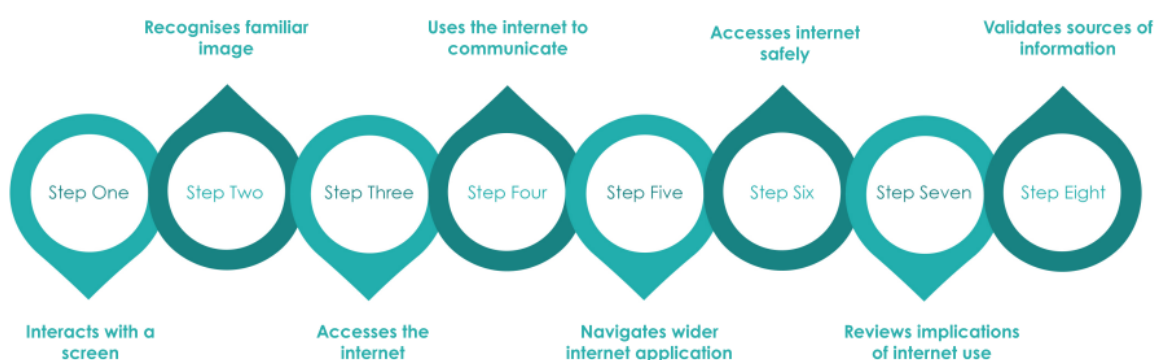 Recognises familiar
image
Uses the internet to
communicate
Accesses internet
safely
Validates sources of
information
Step One
Step Two
Step Three
Step Four
Step Five
Step Six
Step Seven
Step Eight
Interacts with a
screen
Accesses the
internet
Navigates wider
internet application
Reviews implications
of internet use